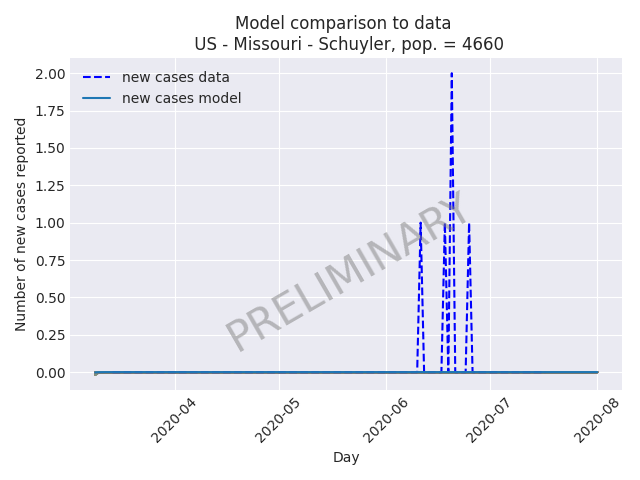 Model comparison to data
US - Missouri - Schuyler, pop. = 4660
new cases data
new cases model
Number of new cases reported
2.00
1.75
1.50
1.25
1.00
0.75
0.50
0.25
0.00
PRELIMINARY
2020-04
2020-05
2020-06
2020-07
2020-08
Day